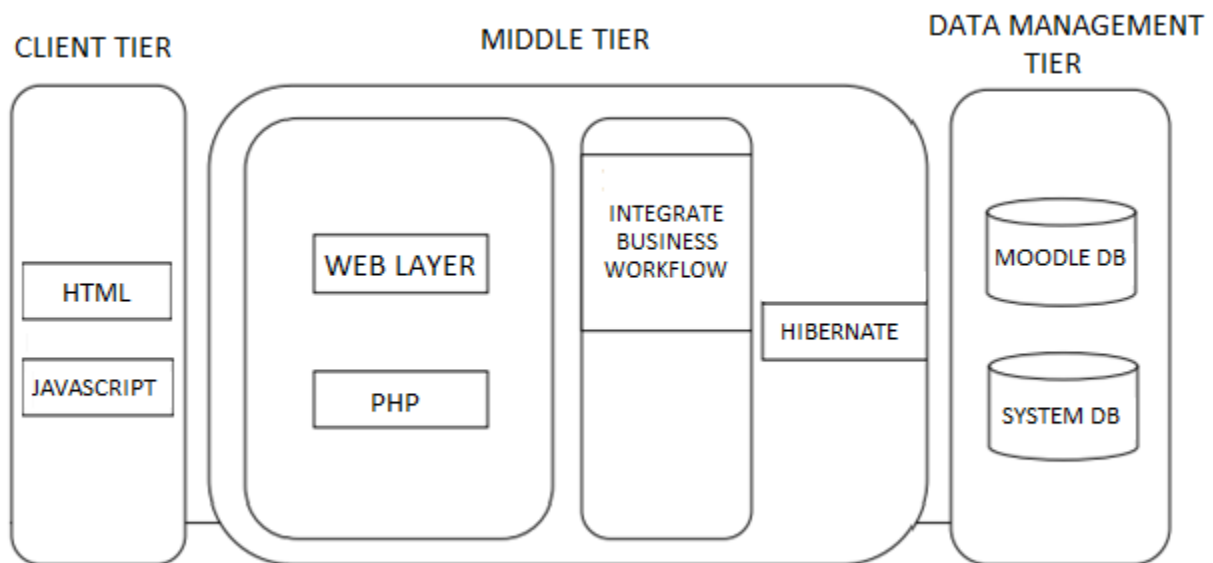 CLIENT TIER
MIDDLE TIER
DATA MANAGEMENT
TIER
HTML
JAVASCRIPT
WEB LAYER
PHP
INTEGRATE
BUSINESS
WORKFLOW
HIBERNATE
MOODLE DB
SYSTEM DB